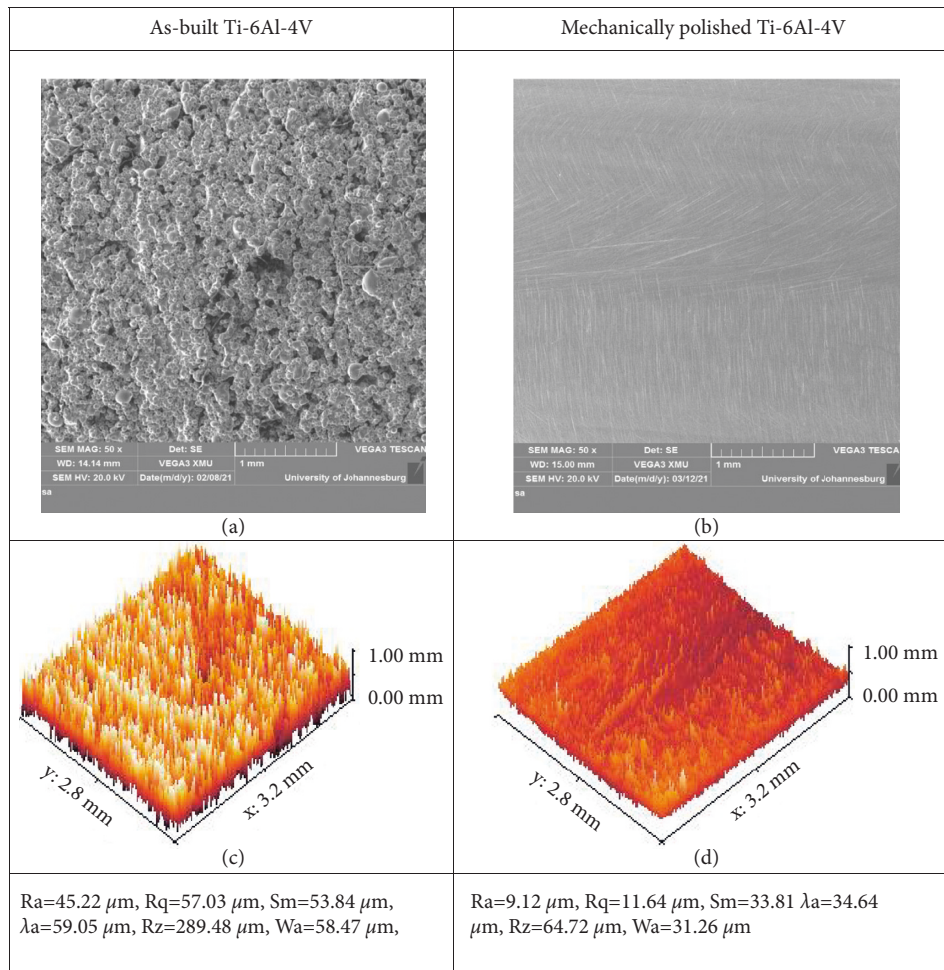 As-built Ti-6Al-4V
Mechanically polished Ti-6Al-4V
SEM MAG: 50 x Det: SE VEGA3 TESCAN
WD: 14.14 mm VEGA3 XMU 1 mm
SEM HV: 20.0 kV Date(m/d/y): 02/08/21 University of Johannesburg
sa
(a)
SEM MAG: 50 x Det: SE VEGA3 TESCA
WD: 15.00 mm VEGA3 XMU 1 mm
SEM HV: 20.0 kV Date(m/d/y): 03/12/21 University of Johannesburg
sa
(b)
1.00 mm
0.00 mm
y: 2.8 mm
x: 3.2 mm
(c)
1.00 mm
0.00 mm
y: 2.8 mm
x: 3.2 mm
(d)
Ra=45.22 μm, Rq=57.03 μm, Sm=53.84 μm,
λa=59.05 μm, Rz=289.48 μm, Wa=58.47 μm,
Ra=9.12 μm, Rq=11.64 μm, Sm=33.81 λa=34.64
μm, Rz=64.72 μm, Wa=31.26 μm